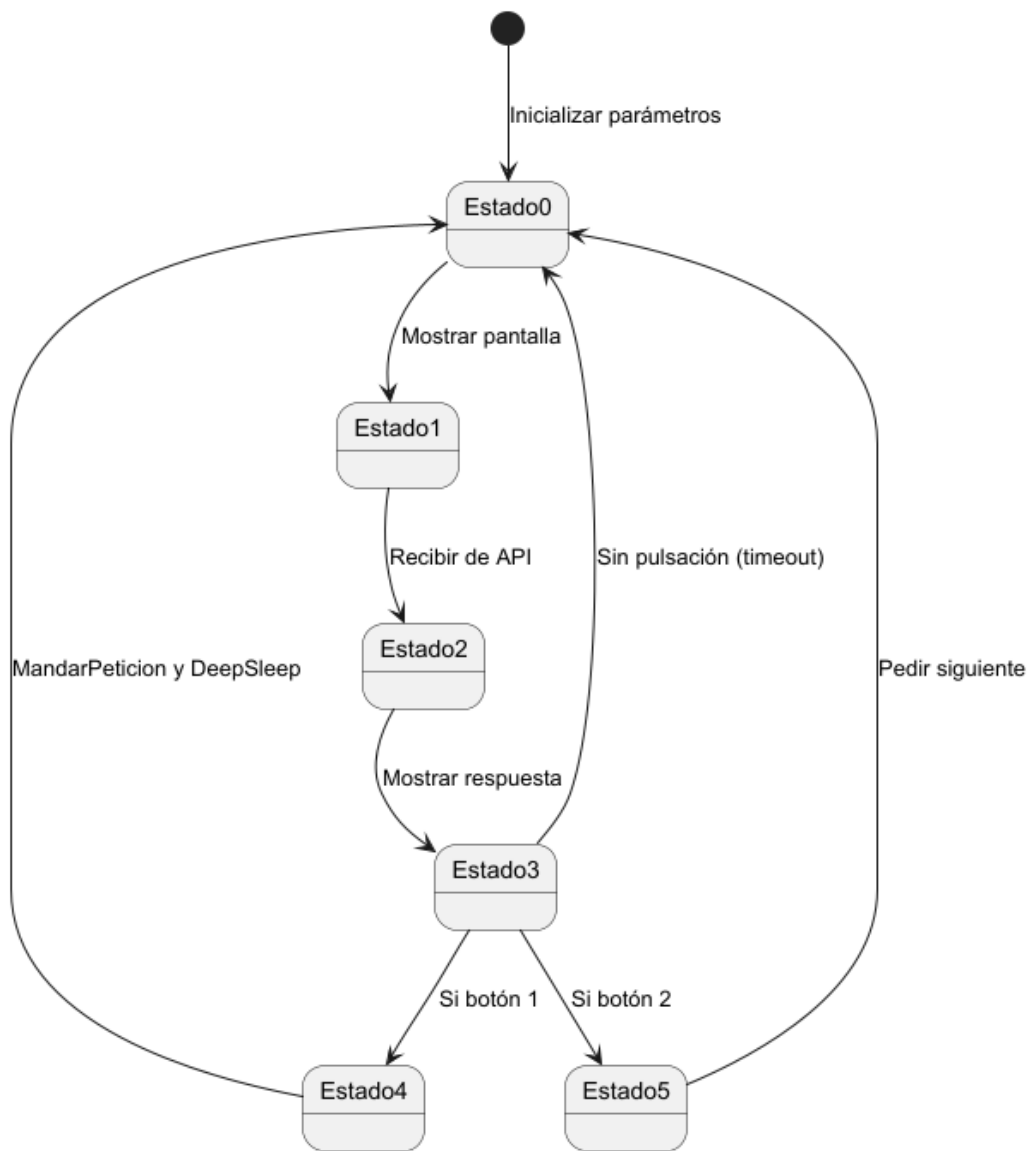 Inicializar parámetros
Estado0
Mostrar pantalla
Estado1
Recibir de API
Sin pulsación (timeout)
Estado2
MandarPeticion y DeepSleep
Pedir siguiente
Mostrar respuesta
Estado3
Si botón 1
Si botón 2
Estado4
Estado5